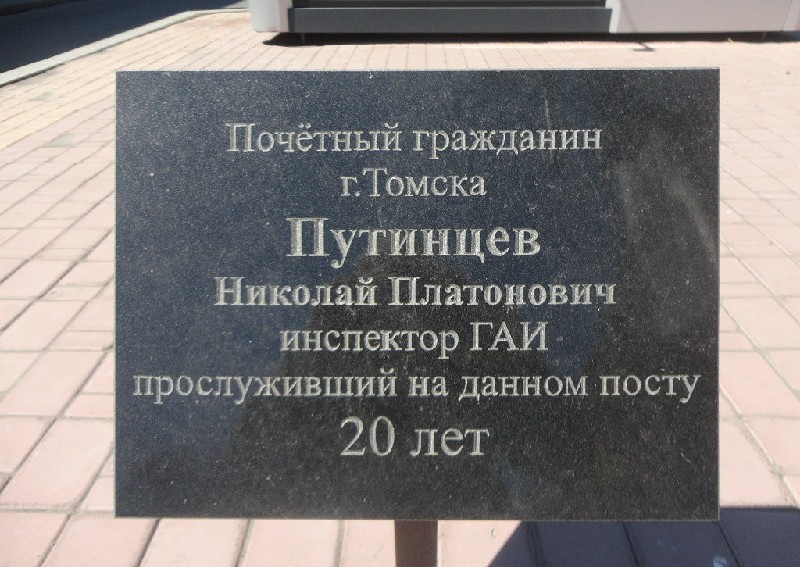 Почётный гражданин
г.Томска
Путинцев
Николай Платонович
инспектор ГАИ
прослуживший на данном посту
20 лет